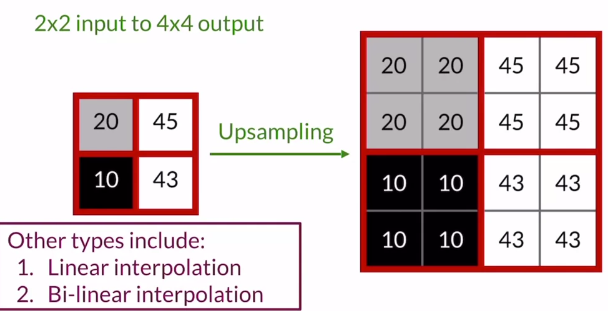 2x2 input to 4x4 output
20 45
10 43
Upsampling
20 20 45 45
20 20 45 45
10 10 43 43
10 10 43 43
Other types include:
1. Linear interpolation
2. Bi-linear interpolation